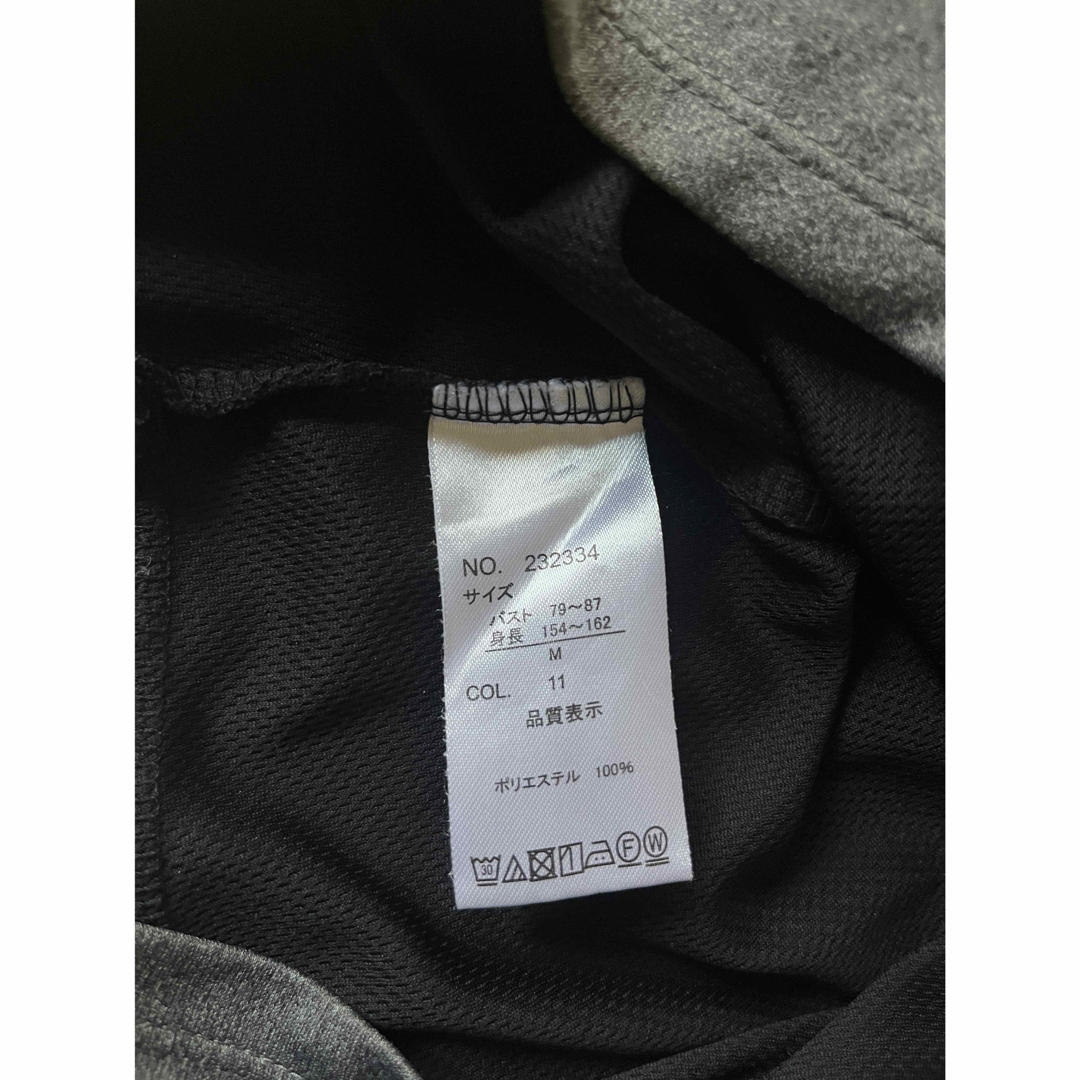 NO. 232334
サイズ
バスト 79〜87
身長 154〜162
M
COL. 11
品質表示
ポリエステル 100%
30 F W